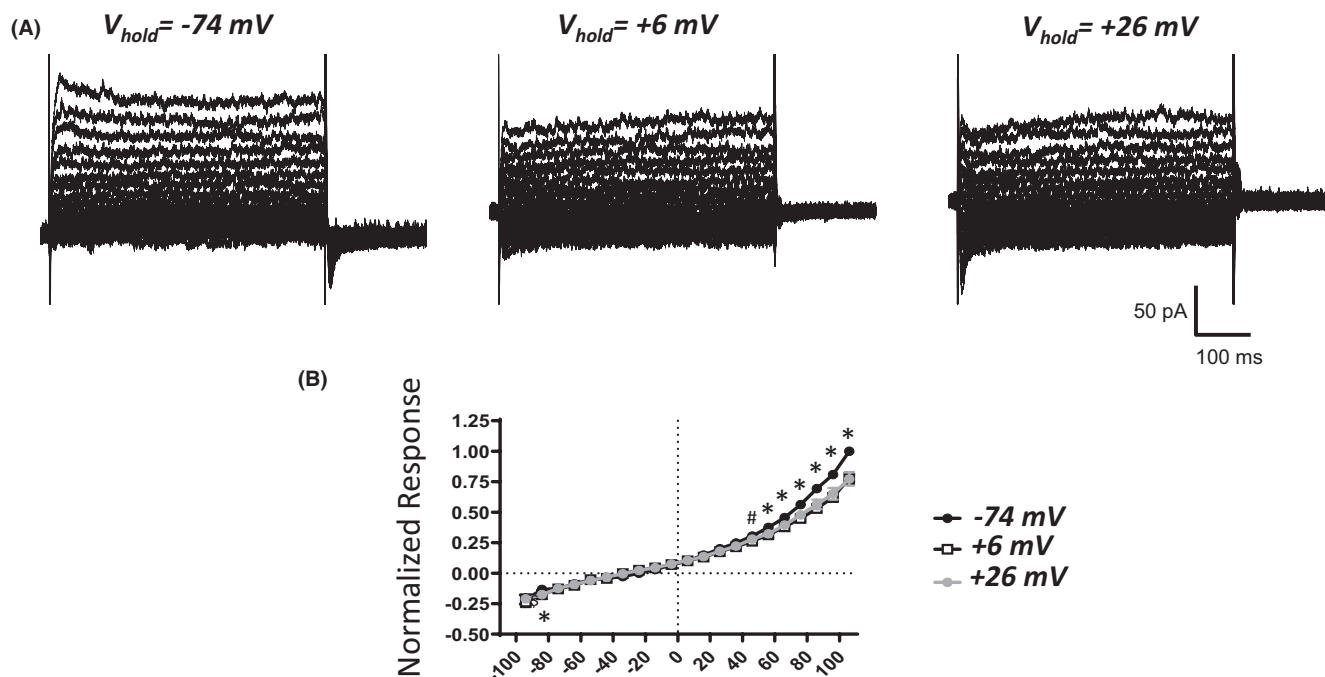 (A)
V_hold= -74 mV
V_hold= +6 mV
V_hold= +26 mV
50 pA
100 ms
(B)
Normalized Response
1.25
1.00
0.75
0.50
0.25
0.00
-0.25
-0.50
* * * * * *
#
*
-100 -80 -60 -40 -20 0 20 40 60 80 100
-74 mV
+6 mV
+26 mV